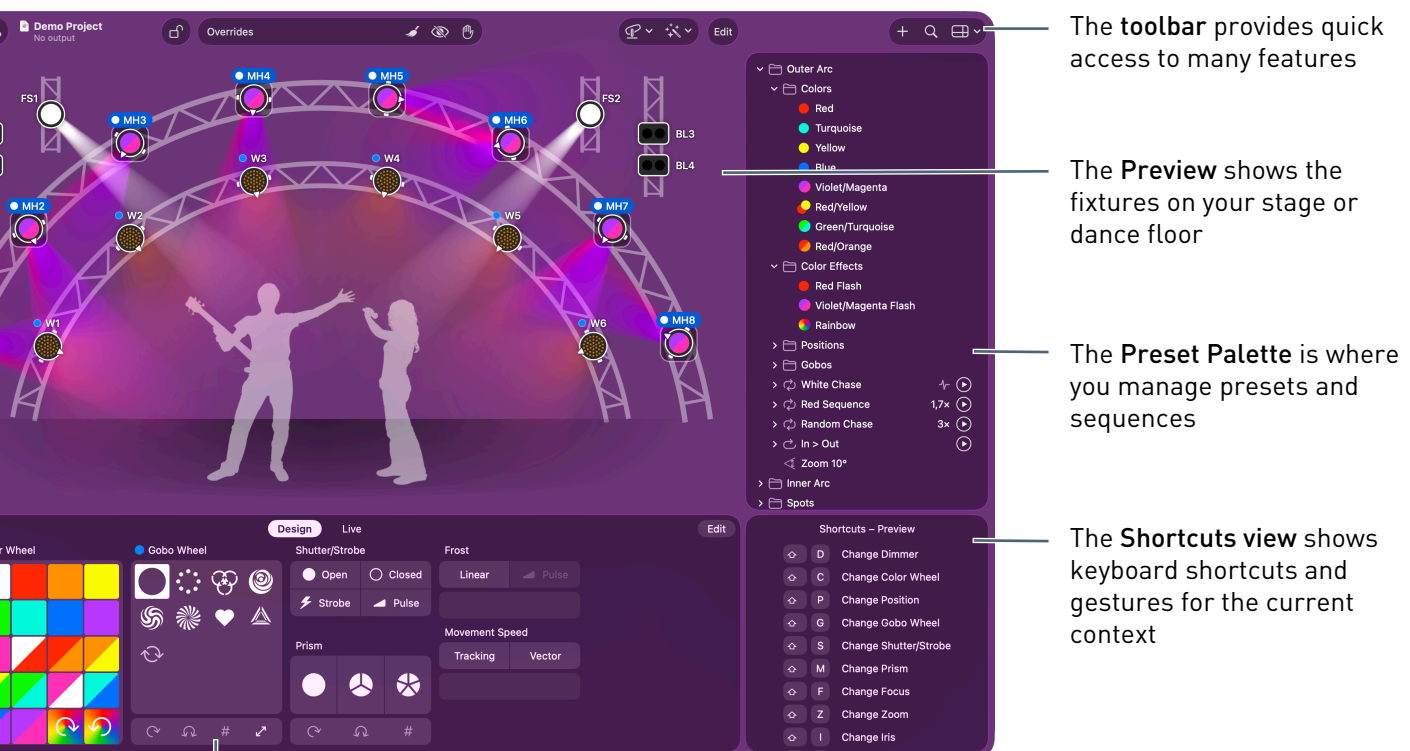 Demo Project
No output
Overrides
Edit
The toolbar provides quick
access to many features
FS1
MH4
MH5
FS2
MH3
MH6
BL3
W3
W4
BL4
MH2
W2
W5
MH7
W1
W6
MH8
Outer Arc
Colors
Red
Turquoise
Yellow
Blue
Violet/Magenta
Red/Yellow
Green/Turquoise
Red/Orange
Color Effects
Red Flash
Violet/Magenta Flash
Rainbow
Positions
Gobos
White Chase
Red Sequence 1,7×
Random Chase 3×
In > Out
Zoom 10°
Inner Arc
Spots
The Preview shows the
fixtures on your stage or
dance floor
The Preset Palette is where
you manage presets and
sequences
Design Live Edit
r Wheel
Gobo Wheel
#
Shutter/Strobe
Open Closed
Strobe Pulse
Prism
#
Frost
Linear Pulse
Movement Speed
Tracking Vector
Shortcuts – Preview
D Change Dimmer
C Change Color Wheel
P Change Position
G Change Gobo Wheel
S Change Shutter/Strobe
M Change Prism
F Change Focus
Z Change Zoom
I Change Iris
The Shortcuts view shows
keyboard shortcuts and
gestures for the current
context